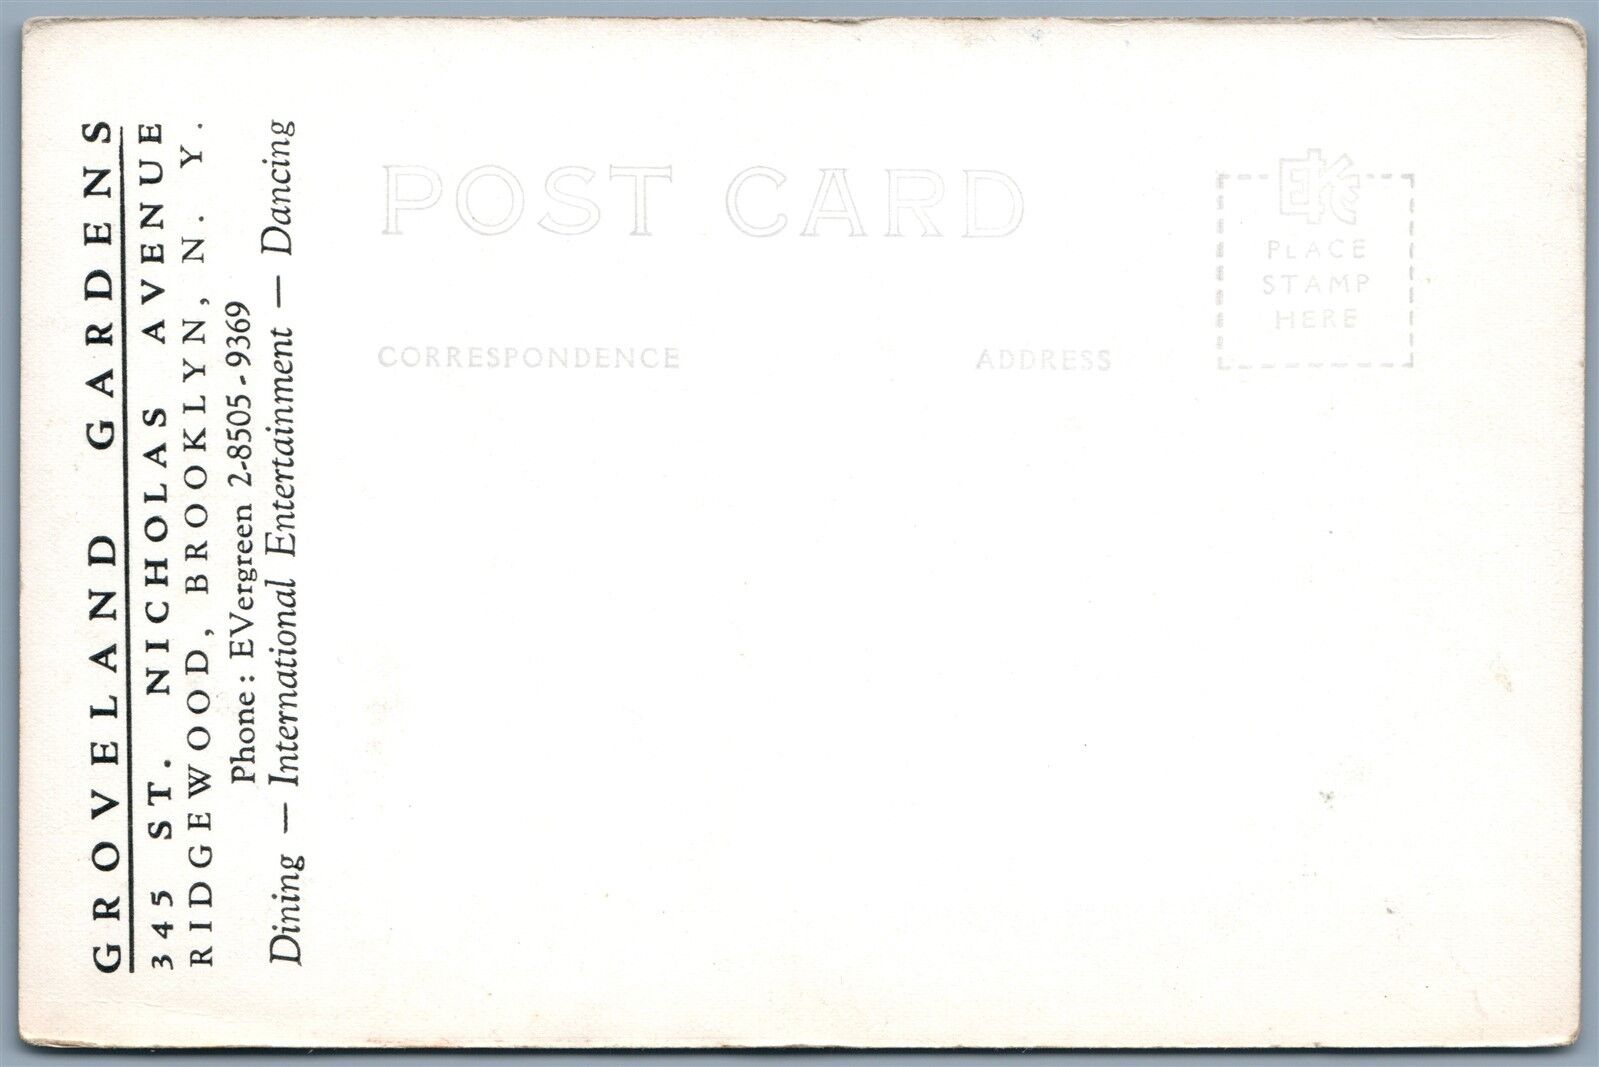 GROVELAND GARDENS
345 ST. NICHOLAS AVENUE
RIDGEWOOD, BROOKLYN, N. Y.
Phone: EVergreen 2-8505-9369
Dining — International Entertainment — Dancing
POST CARD
CORRESPONDENCE
ADDRESS
PLACE
STAMP
HERE